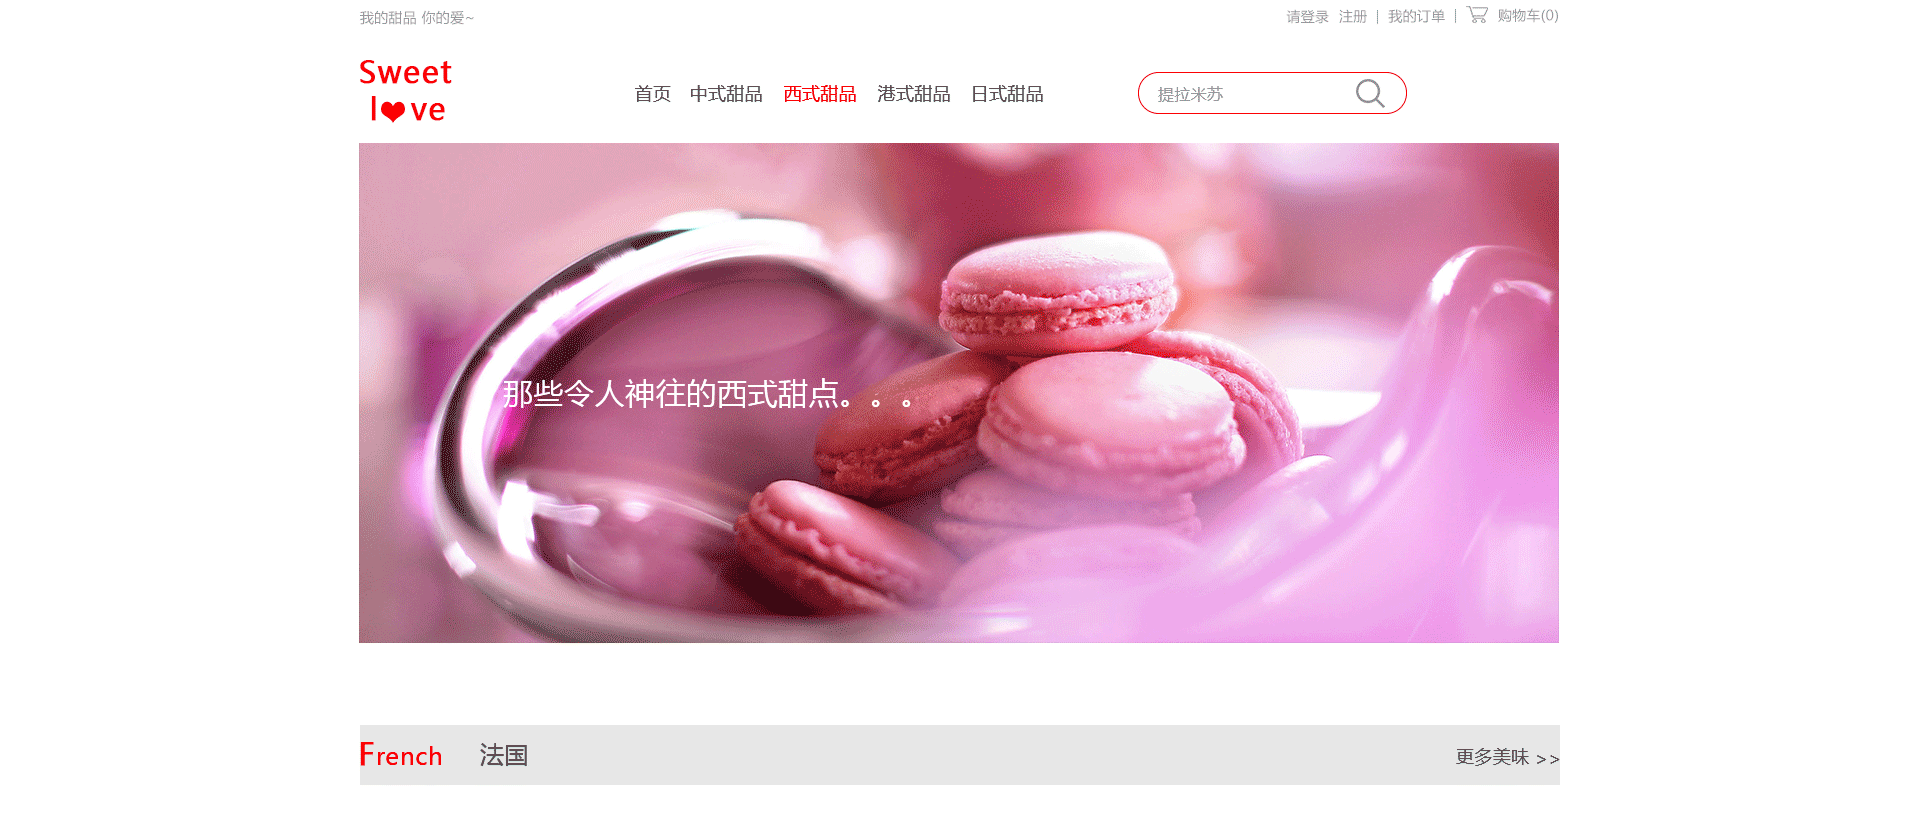 我的甜品 你的爱~
请登录 注册 | 我的订单 | 购物车(0)
Sweet
l❤ve
首页 中式甜品 西式甜品 港式甜品 日式甜品
提拉米苏
那些令人神往的西式甜点。。。
French 法国 更多美味 >>